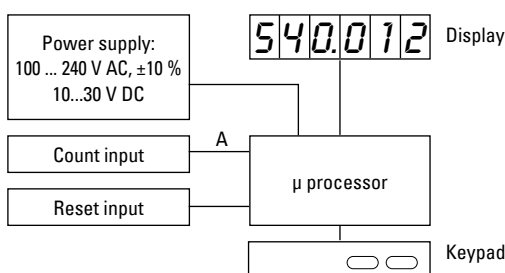 Power supply:
100 ... 240 V AC, ±10 %
10...30 V DC
540.012
Display
Count input
A
Reset input
µ processor
Keypad